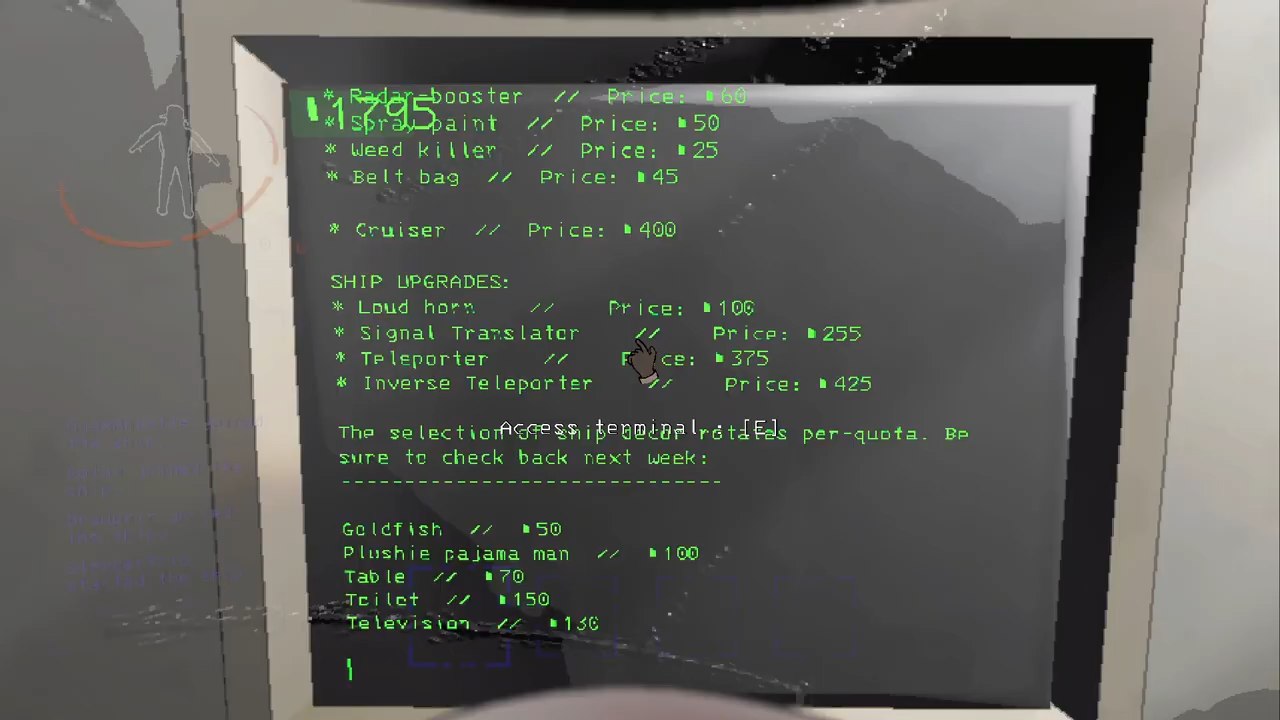 * Radar-booster // Price: ▮60
▮1795
* Spray paint // Price: ▮50
* Weed killer // Price: ▮25
* Belt bag // Price: ▮45
* Cruiser // Price: ▮400
SHIP UPGRADES:
* Loud horn // Price: ▮100
* Signal Translator // Price: ▮255
* Teleporter // Price: ▮375
* Inverse Teleporter // Price: ▮425
Access terminal : [E]
The selection of ship decor rotates per-quota. Be
sure to check back next week:
-----------------------------
Goldfish // ▮50
Plushie pajama man // ▮100
Table // ▮70
Toilet // ▮150
Television // ▮130